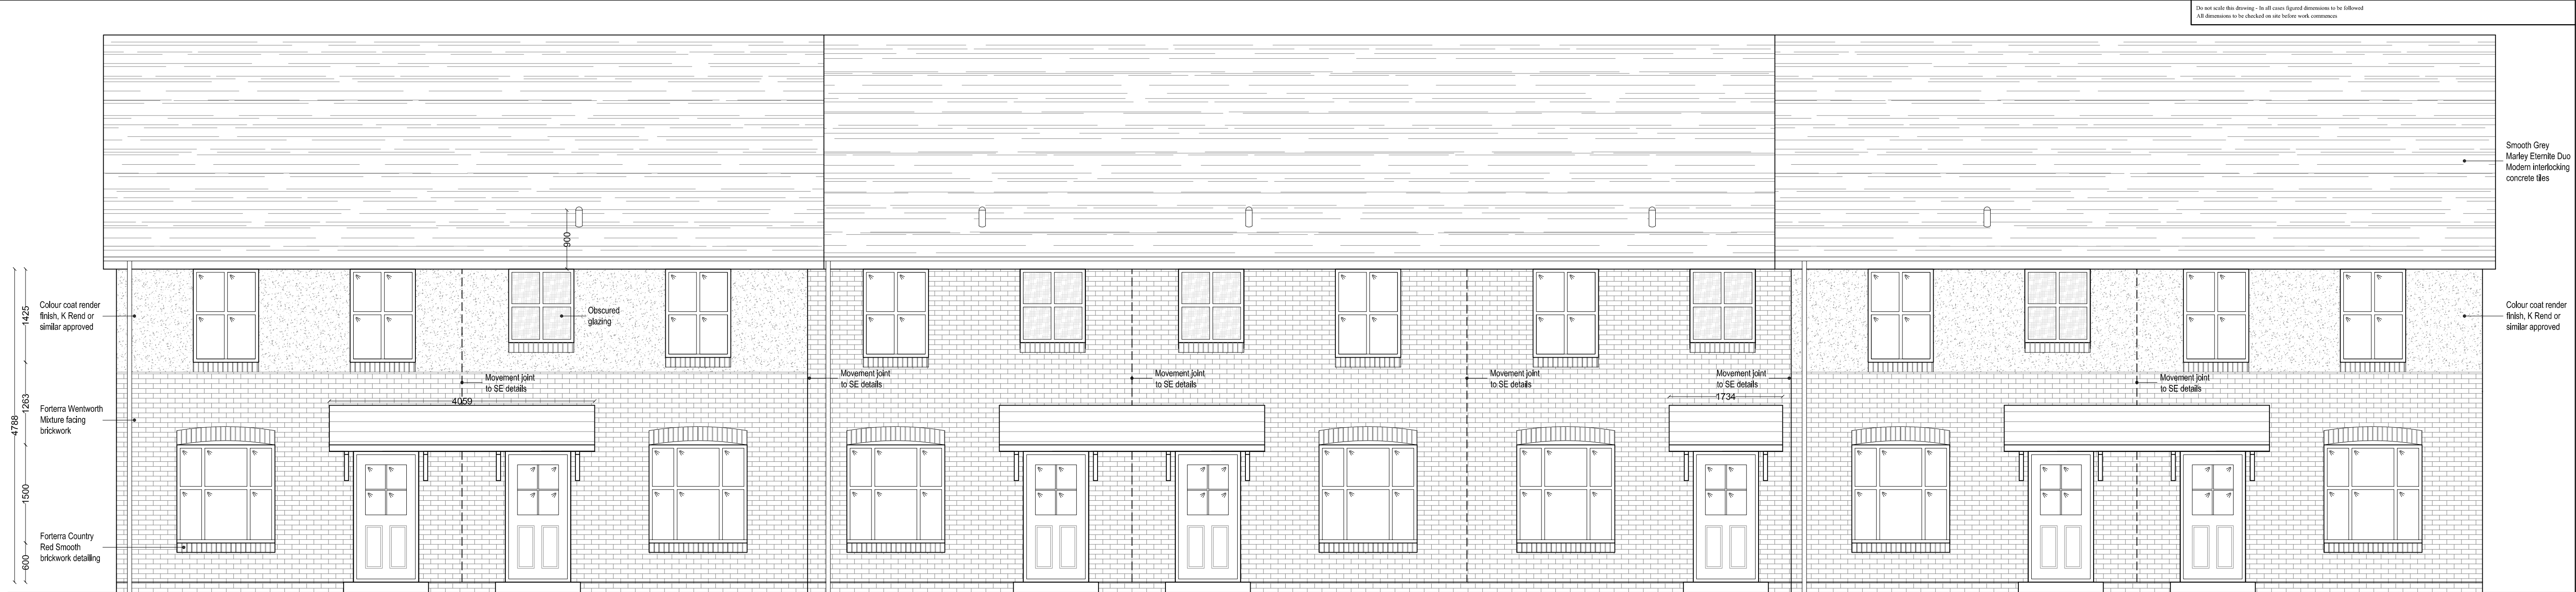 Do not scale this drawing - In all cases figured dimensions to be followed
All dimensions to be checked on site before work commences
Smooth Grey
Marley Eternite Duo
Modern interlocking
concrete tiles
900
Colour coat render
finish, K Rend or
similar approved
Obscured
glazing
Colour coat render
finish, K Rend or
similar approved
1425
Movement joint
to SE details
Movement joint
to SE details
Movement joint
to SE details
Movement joint
to SE details
Movement joint
to SE details
Movement joint
to SE details
4059
1734
1263
4788
Forterra Wentworth
Mixture facing
brickwork
1500
Forterra Country
Red Smooth
brickwork detailling
600